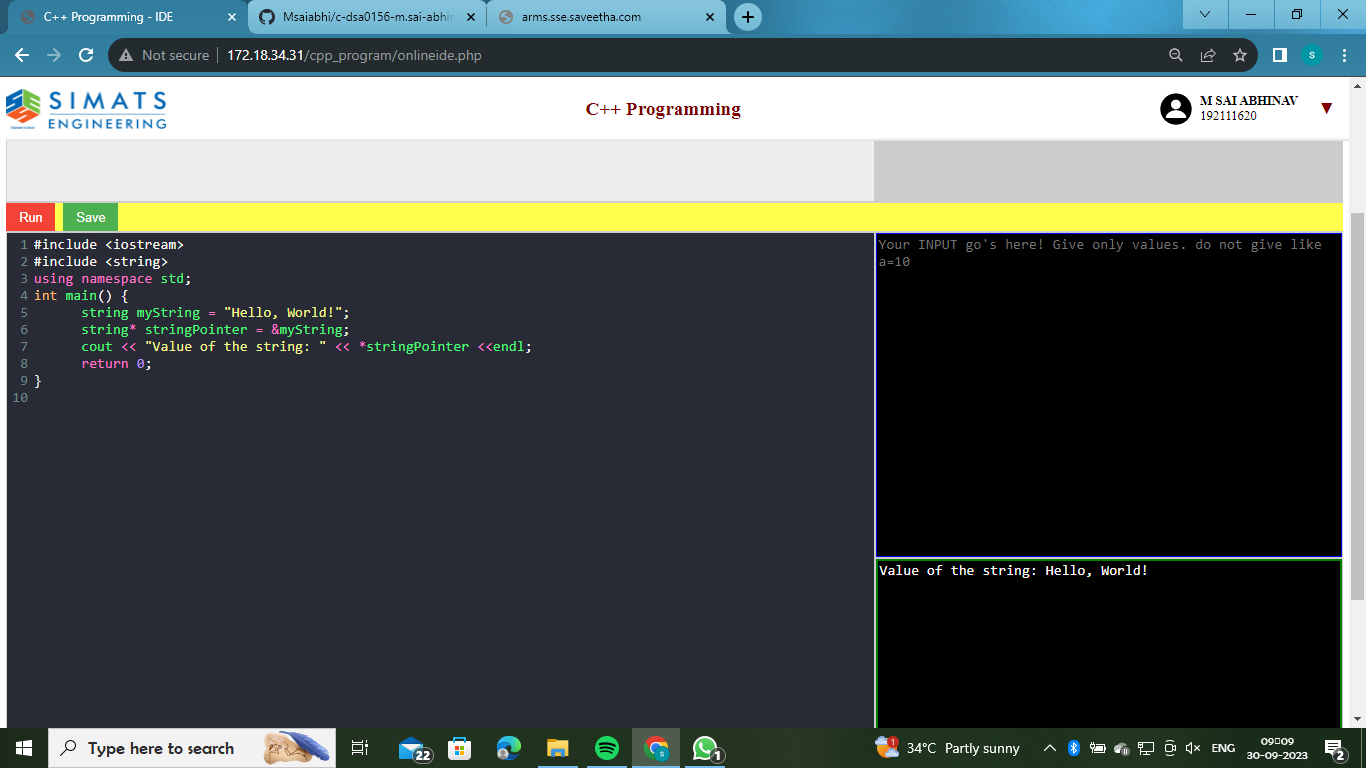 C++ Programming - IDE
Msaiabhi/c-dsa0156-m.sai-abhin
arms.sse.saveetha.com
Not secure
172.18.34.31/cpp_program/onlineide.php
S
SIMATS
ENGINEERING
C++ Programming
M SAI ABHINAV
192111620
Run
Save
1 #include <iostream>
2 #include <string>
3 using namespace std;
4 int main() {
5 string myString = "Hello, World!";
6 string* stringPointer = &myString;
7 cout << "Value of the string: " << *stringPointer <<endl;
8 return 0;
9 }
10
Your INPUT go's here! Give only values. do not give like
a=10
Value of the string: Hello, World!
Type here to search
22
S
1
1
34°C Partly sunny
ENG
09:09
30-09-2023
2